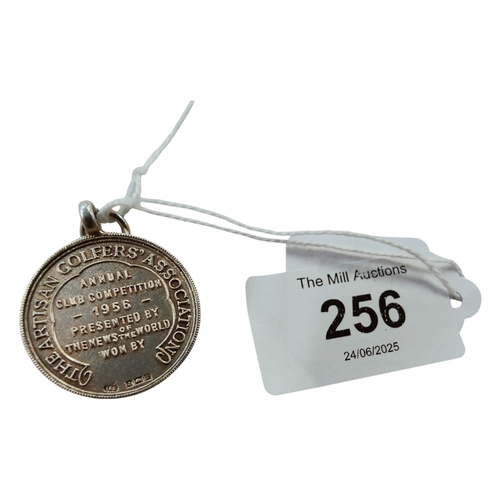 THE ARTISAN GOLFERS' ASSOCIATION
ANNUAL
CLUB COMPETITION
- 1956 -
PRESENTED BY
THE NEWS OF THE WORLD
WON BY
The Mill Auctions
256
24/06/2025